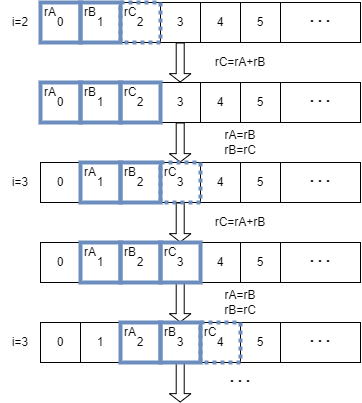 i=2 rA 0 rB 1 rC 2 3 4 5 ...
rC=rA+rB
rA 0 rB 1 rC 2 3 4 5 ...
rA=rB
rB=rC
i=3 0 rA 1 rB 2 rC 3 4 5 ...
rC=rA+rB
0 rA 1 rB 2 rC 3 4 5 ...
rA=rB
rB=rC
i=3 0 1 rA 2 rB 3 rC 4 5 ...
...